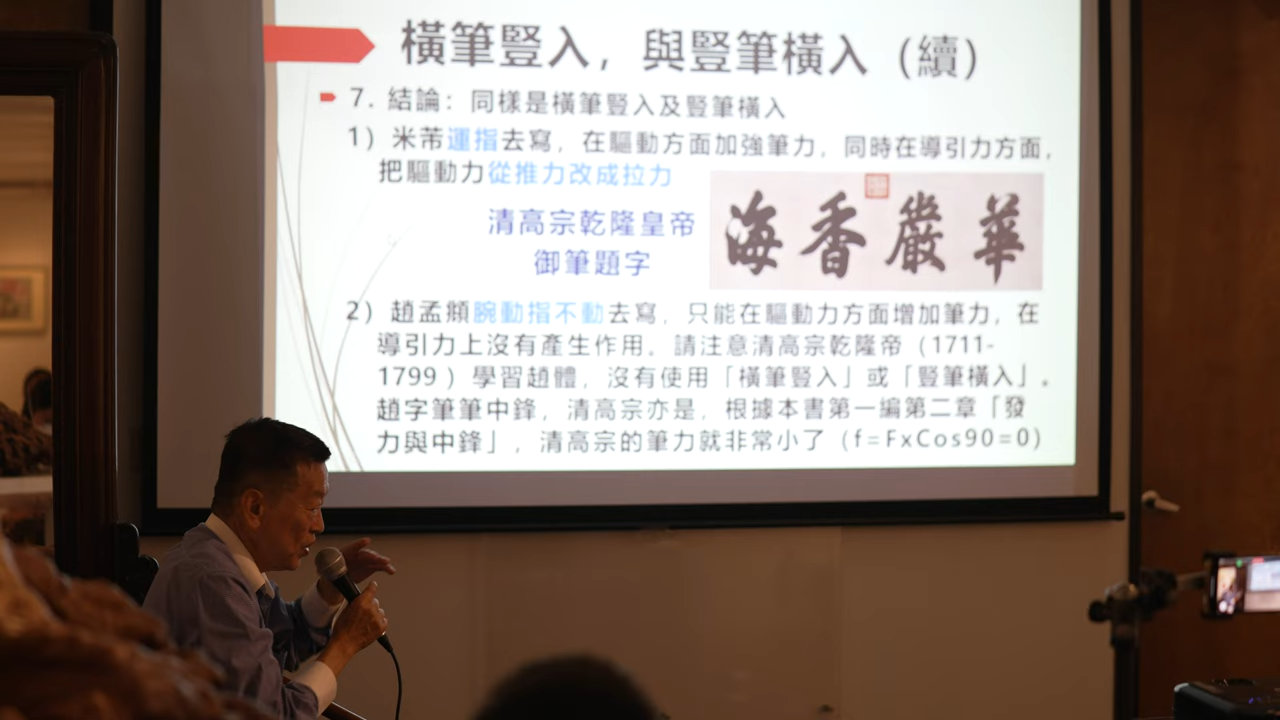 橫筆豎入，與豎筆橫入（續）
7. 結論：同樣是橫筆豎入及豎筆橫入
1）米芾運指去寫，在驅動方面加強筆力，同時在導引力方面，
把驅動力從推力改成拉力
清高宗乾隆皇帝
御筆題字
海香嚴華
2）趙孟頫腕動指不動去寫，只能在驅動力方面增加筆力，在
導引力上沒有產生作用。請注意清高宗乾隆帝（1711-
1799）學習趙體，沒有使用「橫筆豎入」或「豎筆橫入」。
趙字筆筆中鋒，清高宗亦是，根據本書第一編第二章「發
力與中鋒」，清高宗的筆力就非常小了（f=FxCos90=0）